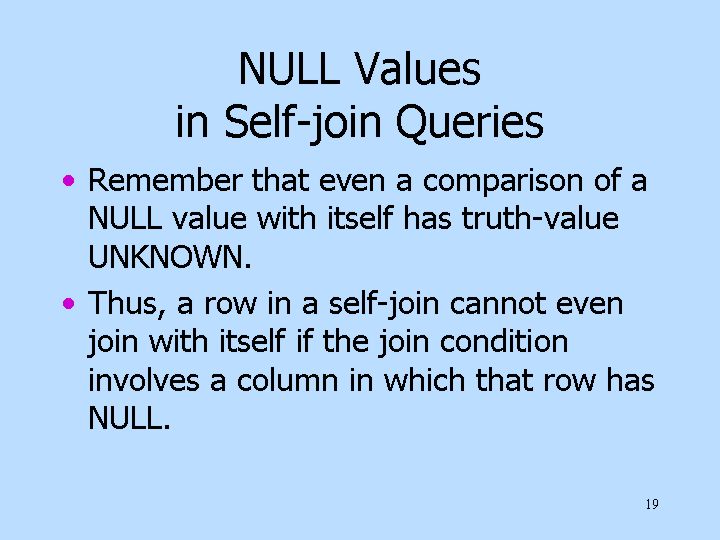 NULL Values
in Self-join Queries
• Remember that even a comparison of a
NULL value with itself has truth-value
UNKNOWN.
• Thus, a row in a self-join cannot even
join with itself if the join condition
involves a column in which that row has
NULL.
19